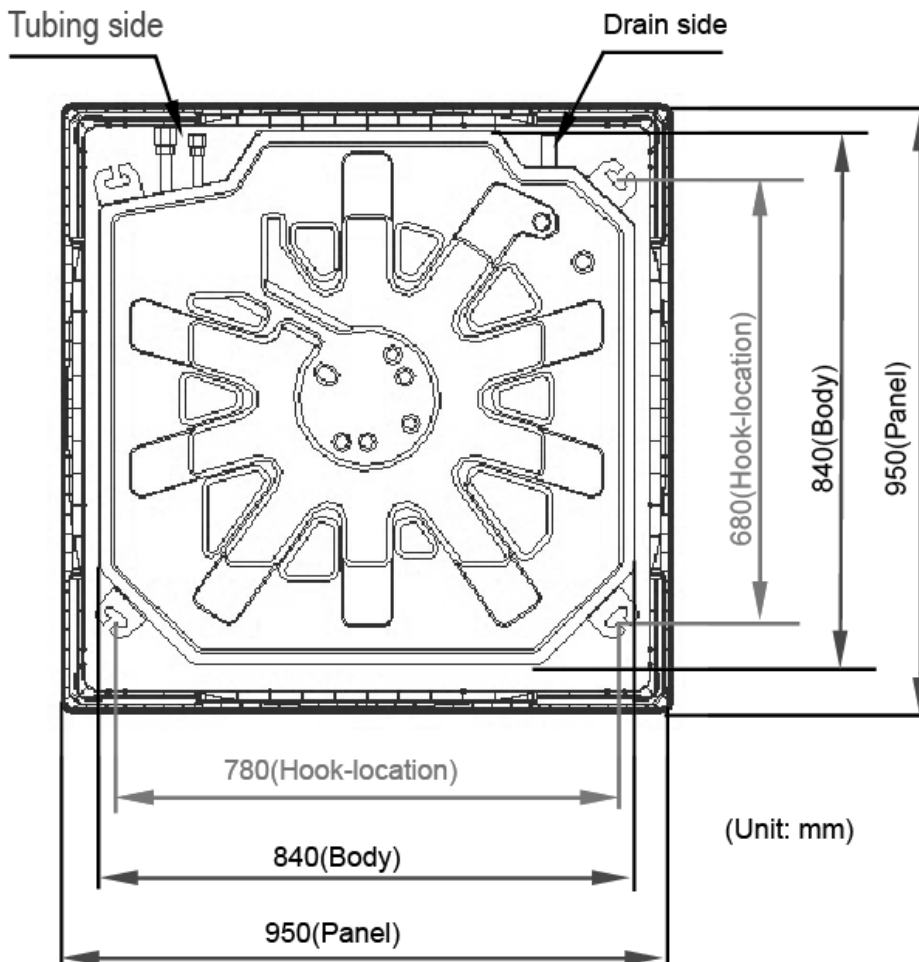 Tubing side
Drain side
680(Hook-location)
840(Body)
950(Panel)
780(Hook-location)
(Unit: mm)
840(Body)
950(Panel)